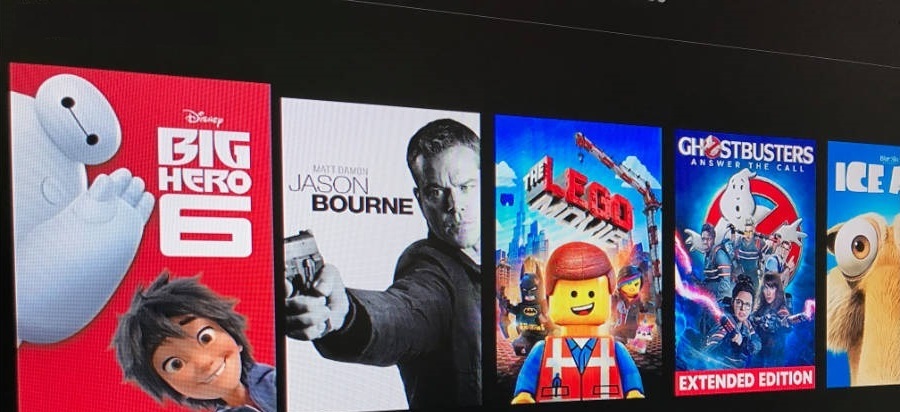 Disney
BIG
HERO
6
MATT DAMON
JASON
BOURNE
THE
LEGO
MOVIE
GHOSTBUSTERS
ANSWER THE CALL
EXTENDED EDITION
ICE